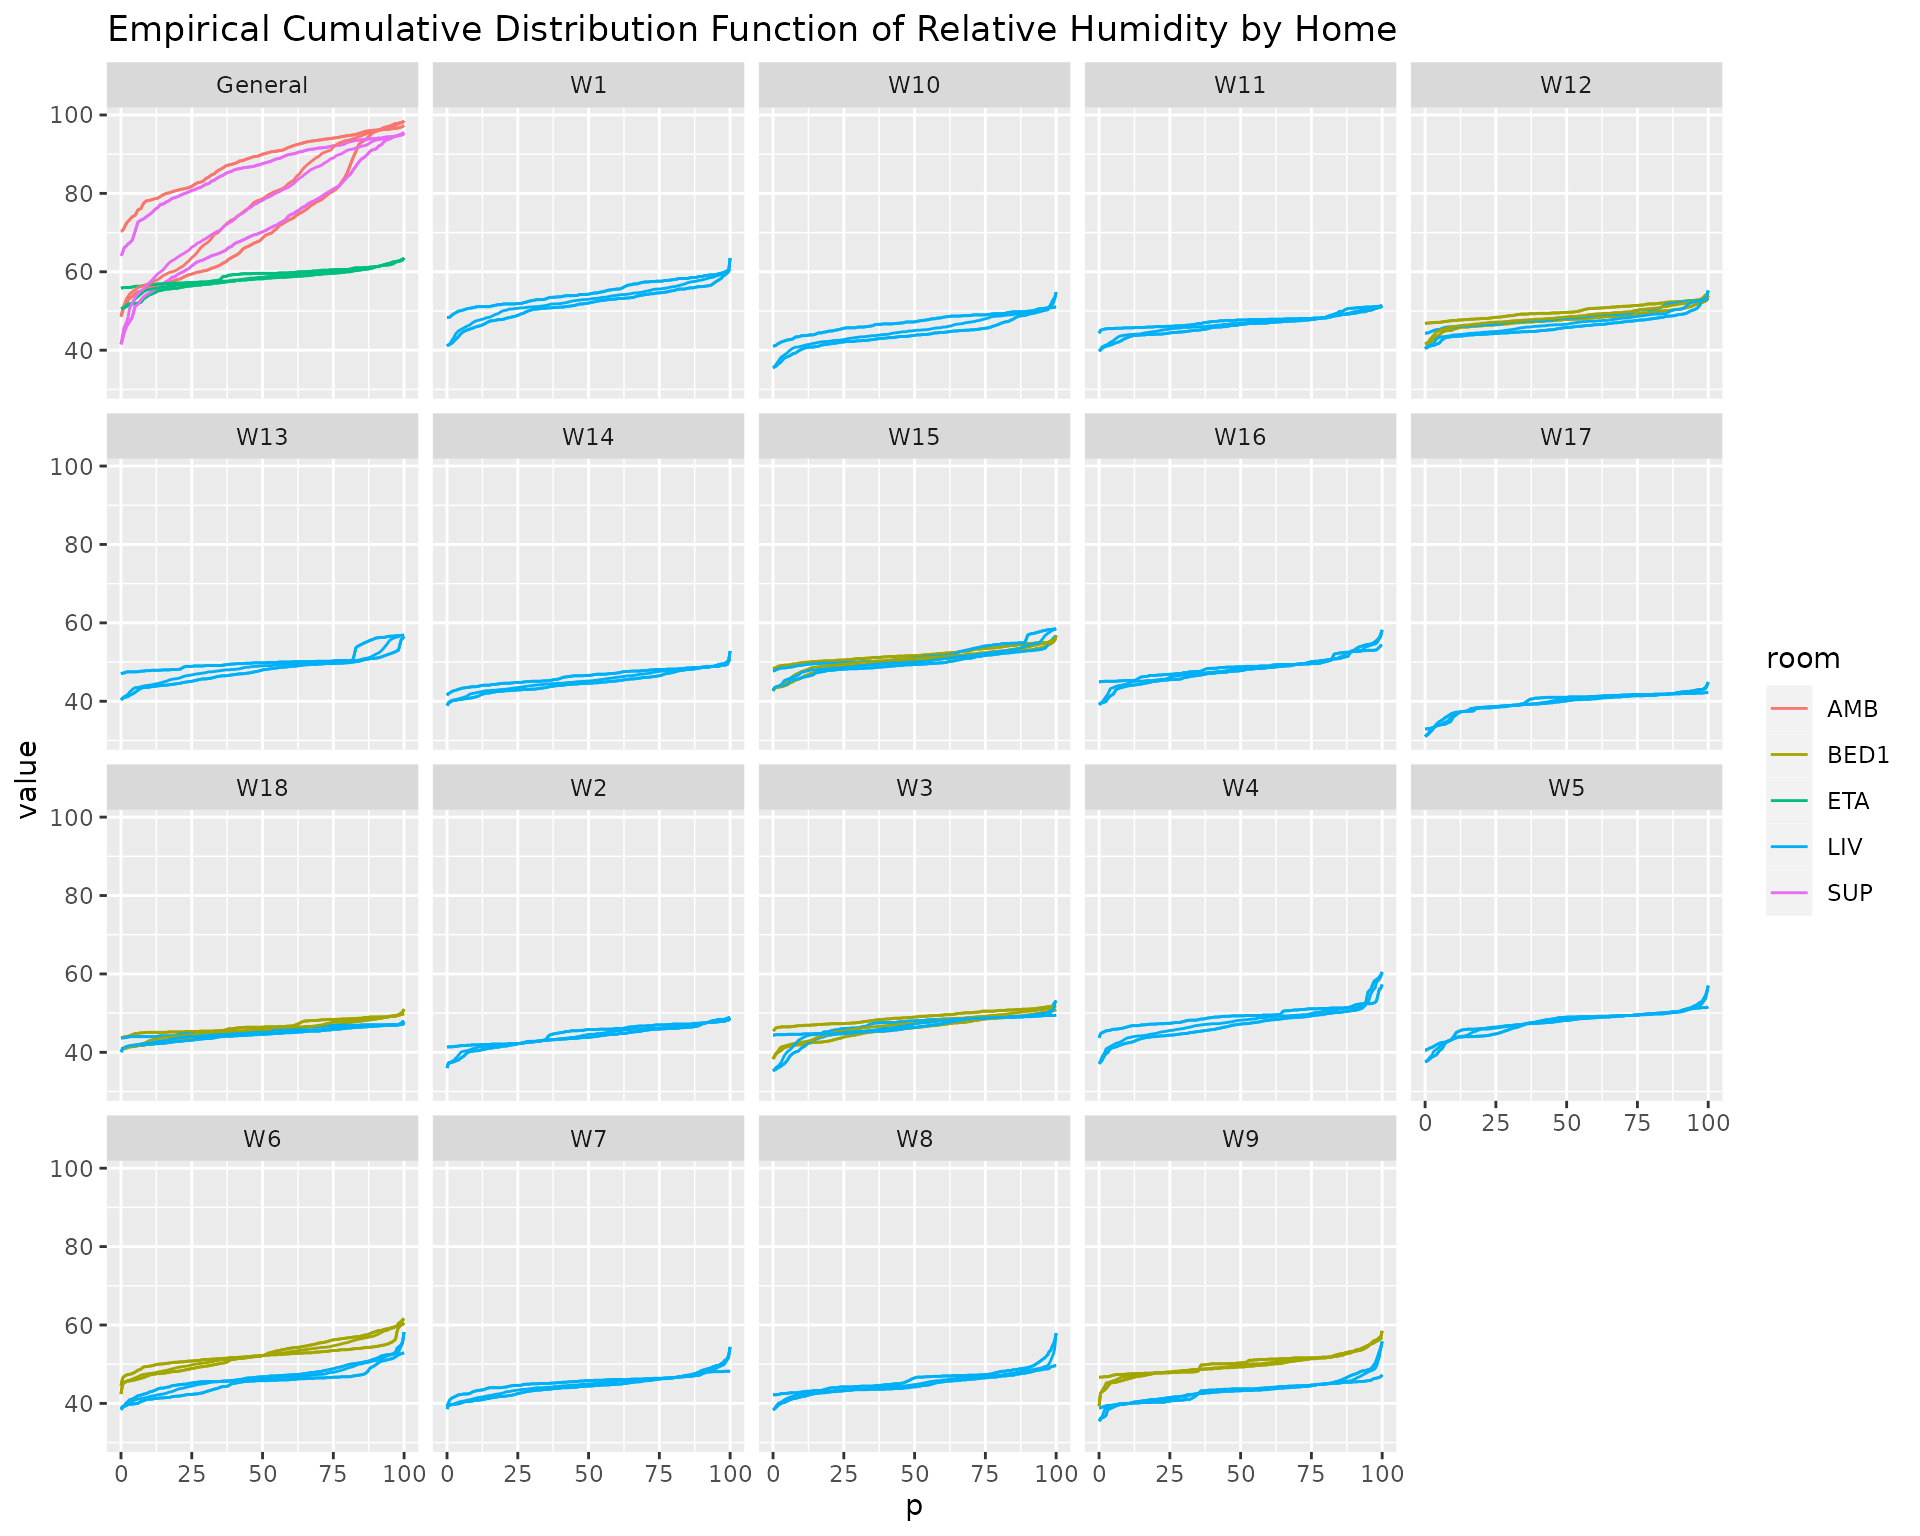 Empirical Cumulative Distribution Function of Relative Humidity by Home
General W1 W10 W11 W12
100
80
60
40
W13 W14 W15 W16 W17
100
80
60
40
W18 W2 W3 W4 W5
100
80
60
40
0 25 50 75 100
W6 W7 W8 W9
100
80
60
40
0 25 50 75 100 0 25 50 75 100 0 25 50 75 100 0 25 50 75 100
p
value
room
AMB
BED1
ETA
LIV
SUP